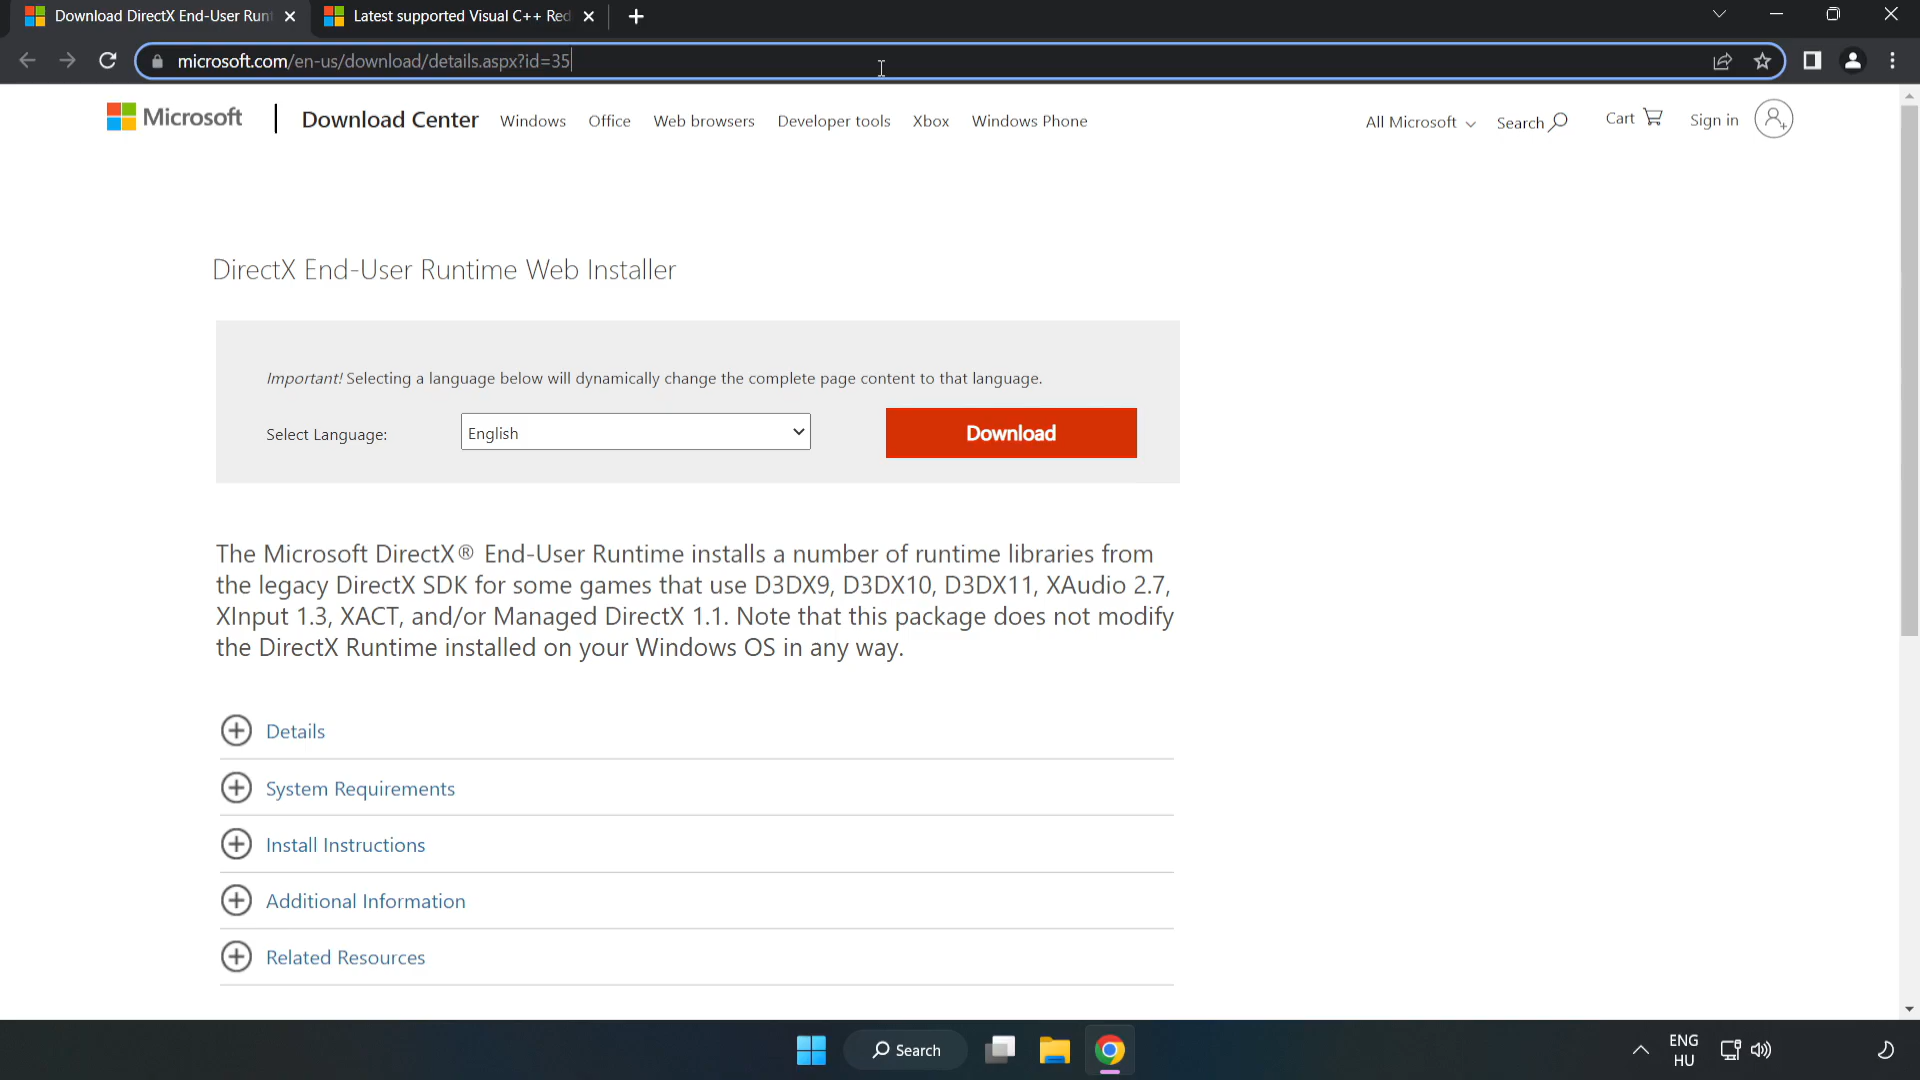 Download DirectX End-User Runt
Latest supported Visual C++ Red
microsoft.com/en-us/download/details.aspx?id=35
Microsoft
Download Center
Windows
Office
Web browsers
Developer tools
Xbox
Windows Phone
All Microsoft
Search
Cart
Sign in
DirectX End-User Runtime Web Installer
Important! Selecting a language below will dynamically change the complete page content to that language.
Select Language:
English
Download
The Microsoft DirectX® End-User Runtime installs a number of runtime libraries from
the legacy DirectX SDK for some games that use D3DX9, D3DX10, D3DX11, XAudio 2.7,
XInput 1.3, XACT, and/or Managed DirectX 1.1. Note that this package does not modify
the DirectX Runtime installed on your Windows OS in any way.
Details
System Requirements
Install Instructions
Additional Information
Related Resources
Search
ENG
HU